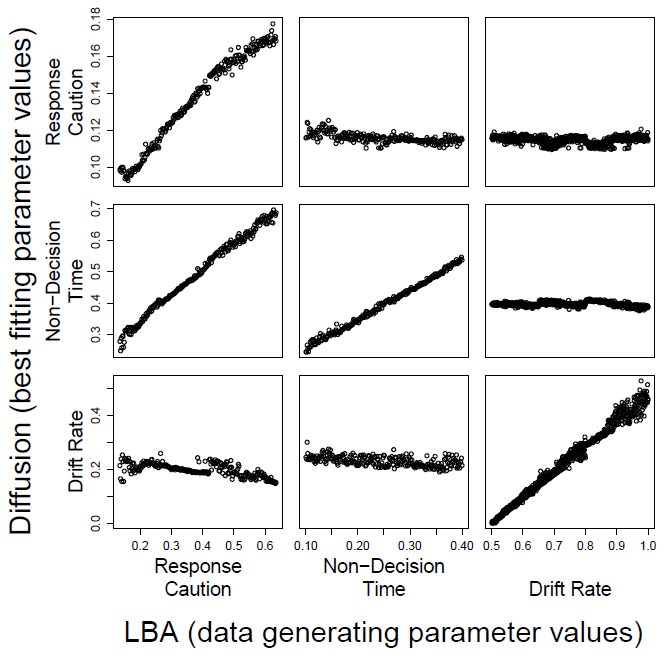 Diffusion (best fitting parameter values)
Response
Caution
0.10 0.12 0.14 0.16 0.18
Non−Decision
Time
0.3 0.4 0.5 0.6 0.7
Drift Rate
0.0 0.2 0.4
0.2 0.3 0.4 0.5 0.6
0.10 0.20 0.30 0.40
0.5 0.6 0.7 0.8 0.9 1.0
Response
Caution
Non−Decision
Time
Drift Rate
LBA (data generating parameter values)